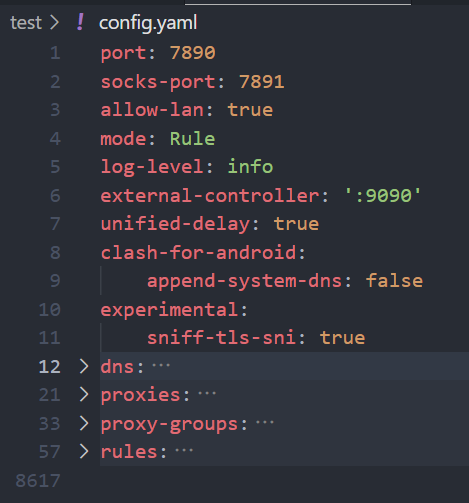 test > ! config.yaml
1 port: 7890
2 socks-port: 7891
3 allow-lan: true
4 mode: Rule
5 log-level: info
6 external-controller: ':9090'
7 unified-delay: true
8 clash-for-android:
9 append-system-dns: false
10 experimental:
11 sniff-tls-sni: true
12 > dns: ···
21 > proxies: ···
33 > proxy-groups: ···
57 > rules: ···
8617